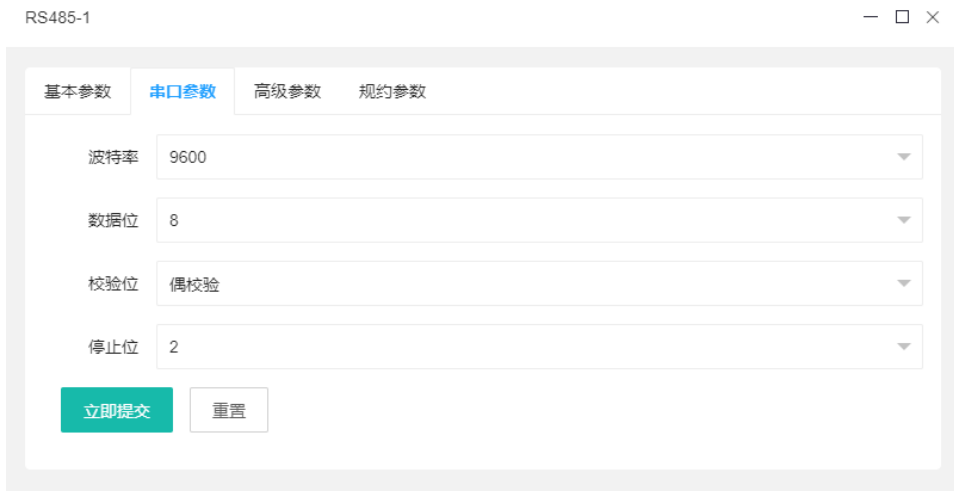 RS485-1
基本参数 串口参数 高级参数 规约参数
波特率 9600
数据位 8
校验位 偶校验
停止位 2
立即提交 重置